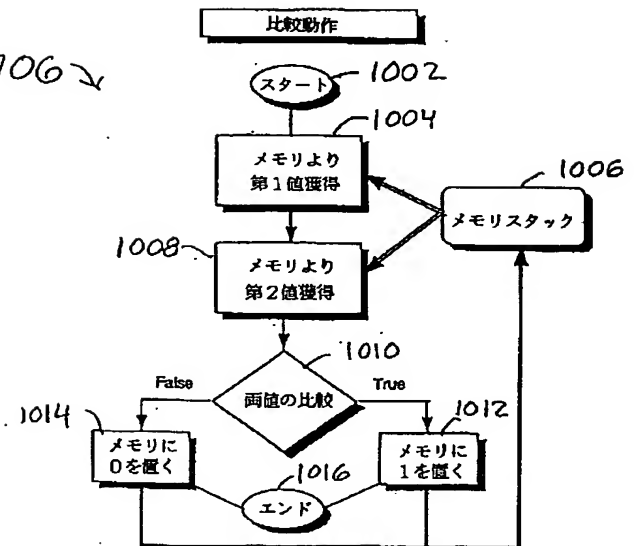 比較動作
スタート
1002
1004
メモリより
第1値獲得
1006
メモリスタック
1008
メモリより
第2値獲得
1010
両値の比較
False
True
1014
メモリに
0を置く
1012
メモリに
1を置く
1016
エンド